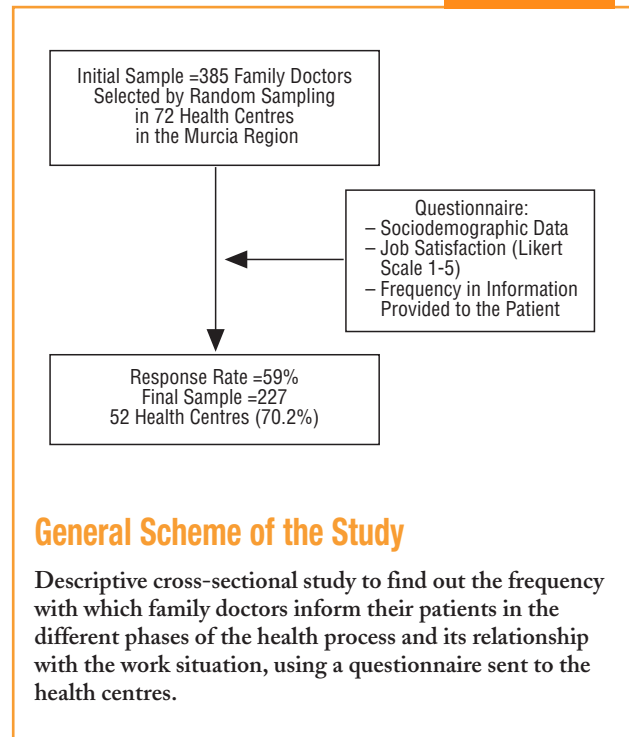 Initial Sample =385 Family Doctors
Selected by Random Sampling
in 72 Health Centres
in the Murcia Region
Questionnaire:
– Sociodemographic Data
– Job Satisfaction (Likert
Scale 1-5)
– Frequency in Information
Provided to the Patient
Response Rate =59%
Final Sample =227
52 Health Centres (70.2%)
General Scheme of the Study
Descriptive cross-sectional study to find out the frequency
with which family doctors inform their patients in the
different phases of the health process and its relationship
with the work situation, using a questionnaire sent to the
health centres.